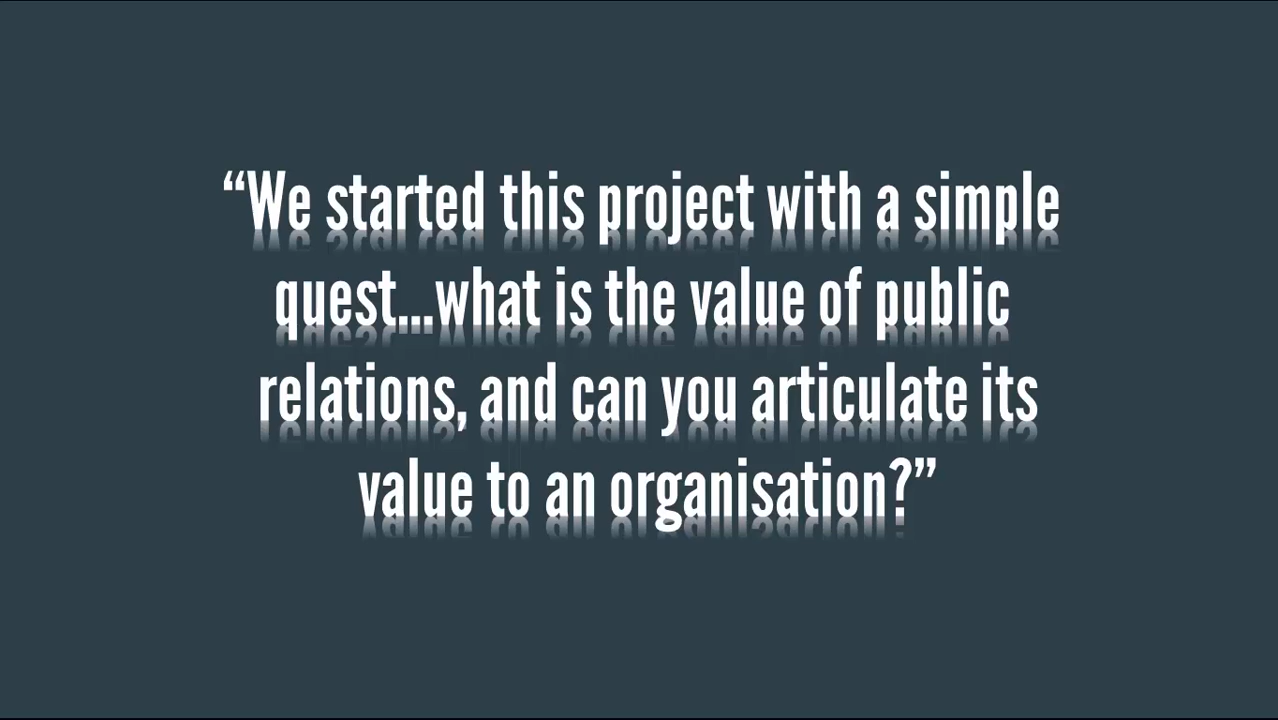 “We started this project with a simple
quest...what is the value of public
relations, and can you articulate its
value to an organisation?”